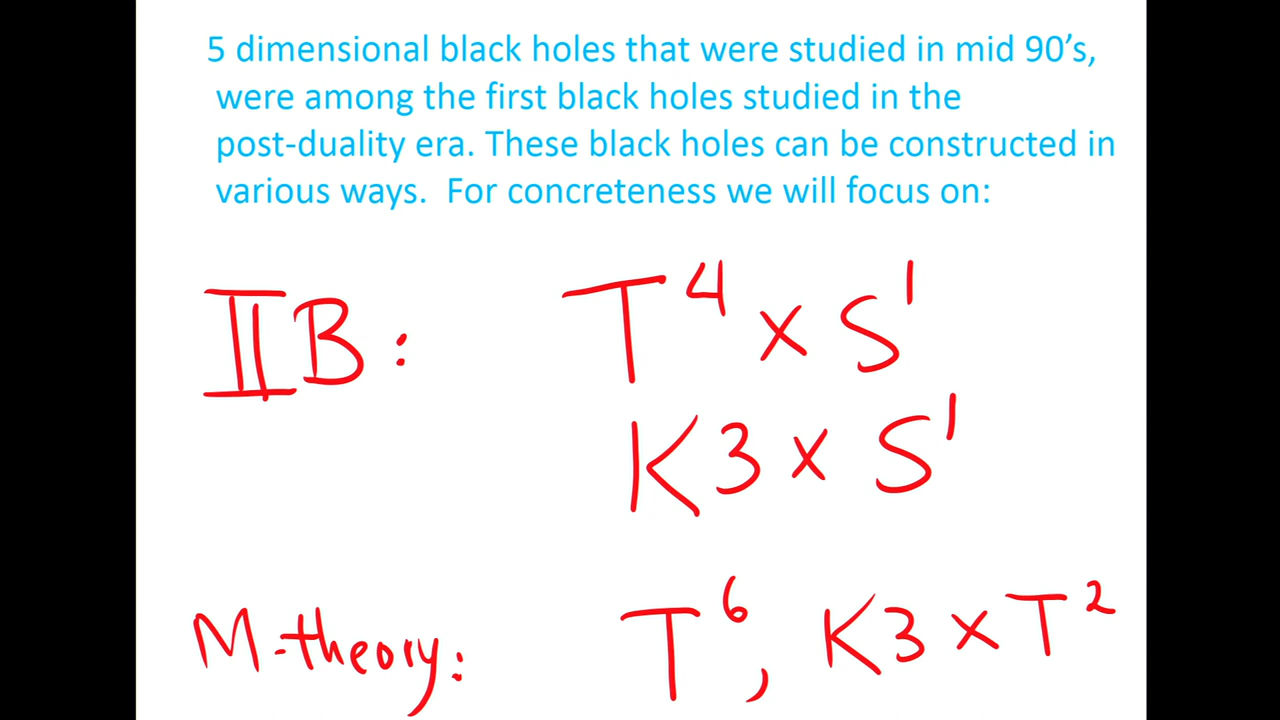 5 dimensional black holes that were studied in mid 90’s,
were among the first black holes studied in the
post-duality era. These black holes can be constructed in
various ways.  For concreteness we will focus on:
IIB: T⁴ × S¹
K3 × S¹
M-theory: T⁶, K3 × T²